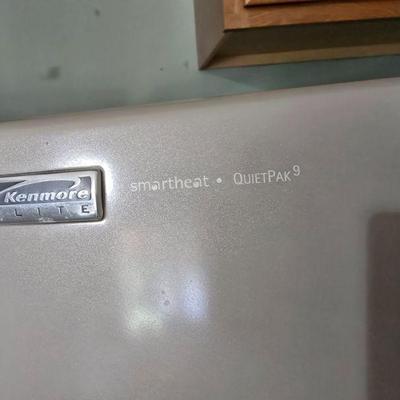 Kenmore
ELITE
smartheat • QUIETPAK⁹